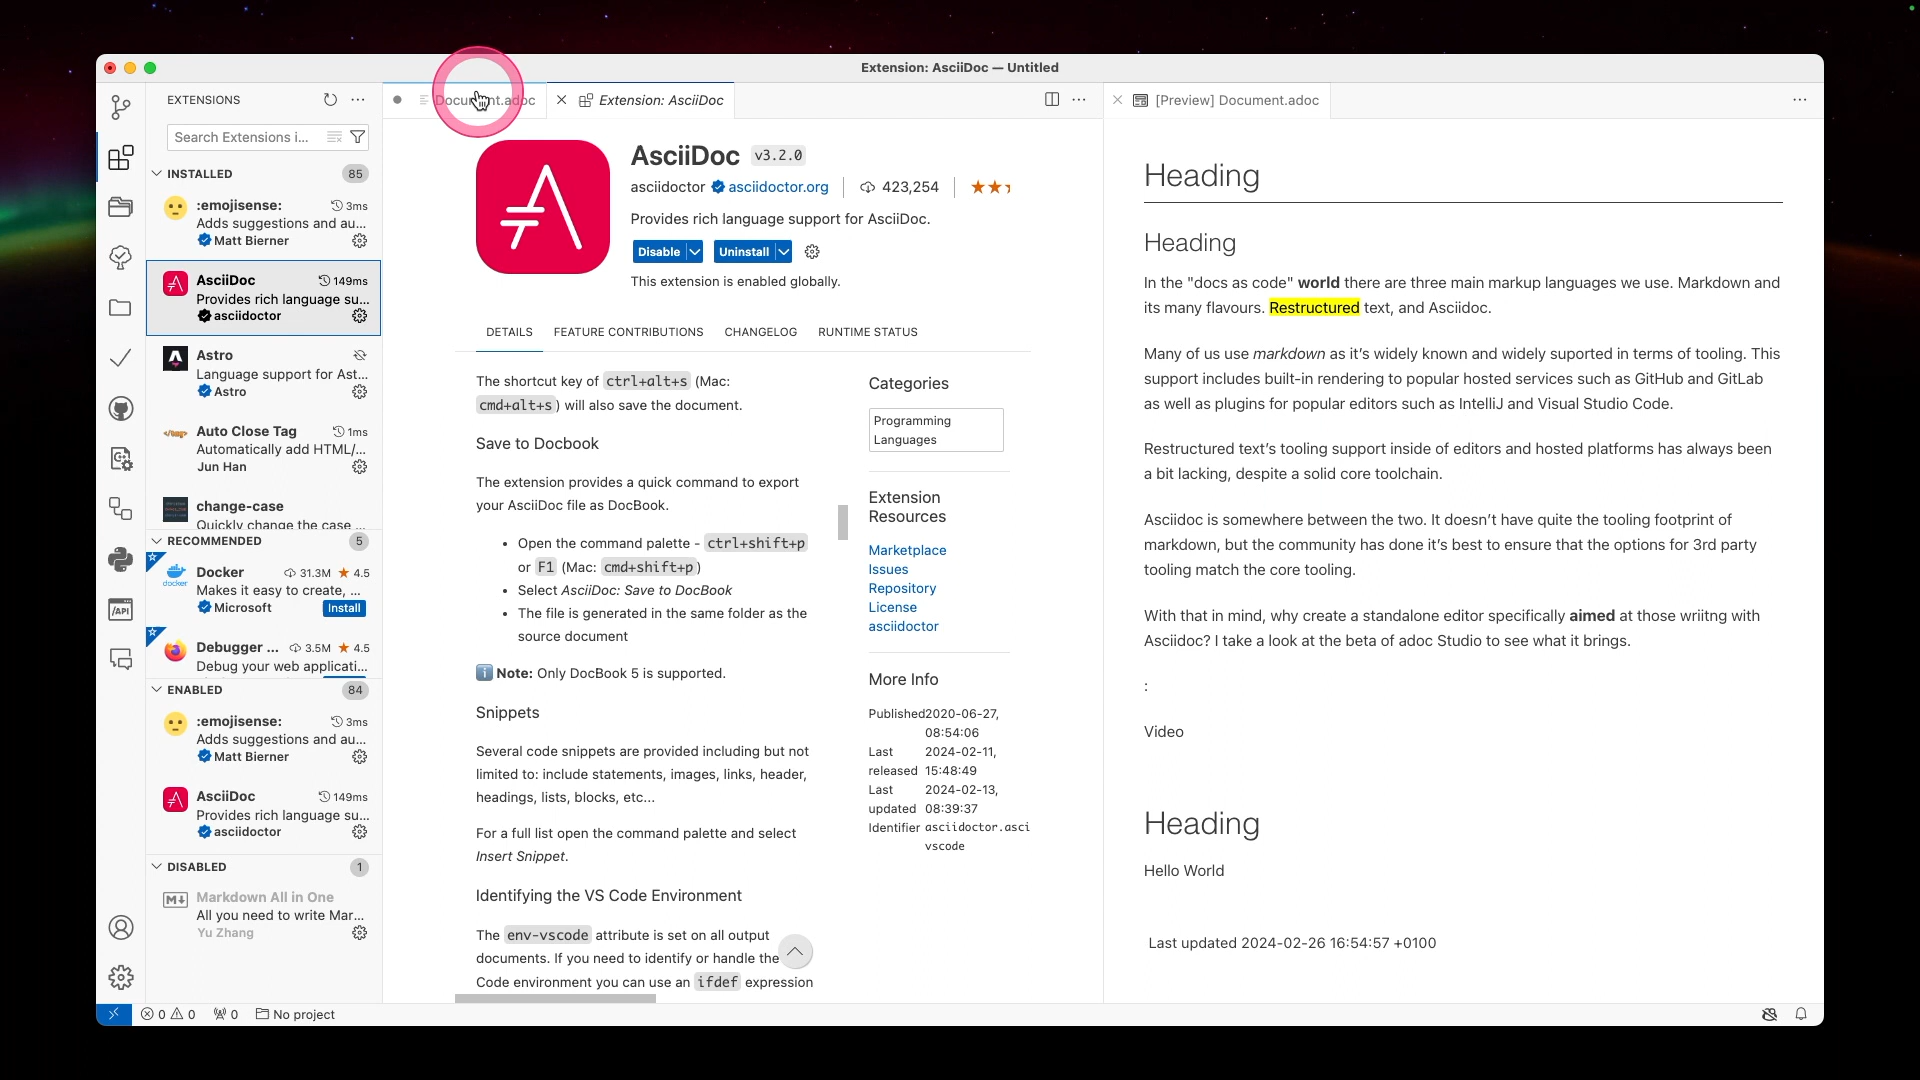 Extension: AsciiDoc — Untitled
EXTENSIONS
Document.adoc
Extension: AsciiDoc
[Preview] Document.adoc
Search Extensions i...
INSTALLED 85
:emojisense: 3ms
Adds suggestions and au...
Matt Bierner
AsciiDoc 149ms
Provides rich language su...
asciidoctor
Astro
Language support for Ast...
Astro
Auto Close Tag 1ms
Automatically add HTML/...
Jun Han
change-case
Quickly change the case ...
RECOMMENDED 5
Docker 31.3M 4.5
Makes it easy to create, ...
Microsoft Install
Debugger ... 3.5M 4.5
Debug your web applicati...
ENABLED 84
:emojisense: 3ms
Adds suggestions and au...
Matt Bierner
AsciiDoc 149ms
Provides rich language su...
asciidoctor
DISABLED 1
Markdown All in One
All you need to write Mar...
Yu Zhang
AsciiDoc v3.2.0
asciidoctor asciidoctor.org 423,254
Provides rich language support for AsciiDoc.
Disable Uninstall
This extension is enabled globally.
DETAILS FEATURE CONTRIBUTIONS CHANGELOG RUNTIME STATUS
The shortcut key of ctrl+alt+s (Mac:
cmd+alt+s) will also save the document.
Save to Docbook
The extension provides a quick command to export
your AsciiDoc file as DocBook.
• Open the command palette - ctrl+shift+p
or F1 (Mac: cmd+shift+p)
• Select AsciiDoc: Save to DocBook
• The file is generated in the same folder as the
source document
Note: Only DocBook 5 is supported.
Snippets
Several code snippets are provided including but not
limited to: include statements, images, links, header,
headings, lists, blocks, etc...
For a full list open the command palette and select
Insert Snippet.
Identifying the VS Code Environment
The env-vscode attribute is set on all output
documents. If you need to identify or handle the
Code environment you can use an ifdef expression
Categories
Programming
Languages
Extension
Resources
Marketplace
Issues
Repository
License
asciidoctor
More Info
Published 2020-06-27,
08:54:06
Last 2024-02-11,
released 15:48:49
Last 2024-02-13,
updated 08:39:37
Identifier asciidoctor.asci
vscode
Heading
Heading
In the "docs as code" world there are three main markup languages we use. Markdown and
its many flavours. Restructured text, and Asciidoc.
Many of us use markdown as it's widely known and widely suported in terms of tooling. This
support includes built-in rendering to popular hosted services such as GitHub and GitLab
as well as plugins for popular editors such as IntelliJ and Visual Studio Code.
Restructured text's tooling support inside of editors and hosted platforms has always been
a bit lacking, despite a solid core toolchain.
Asciidoc is somewhere between the two. It doesn't have quite the tooling footprint of
markdown, but the community has done it's best to ensure that the options for 3rd party
tooling match the core tooling.
With that in mind, why create a standalone editor specifically aimed at those wriitng with
Asciidoc? I take a look at the beta of adoc Studio to see what it brings.
:
Video
Heading
Hello World
Last updated 2024-02-26 16:54:57 +0100
/API
M↓
0 0 0 No project